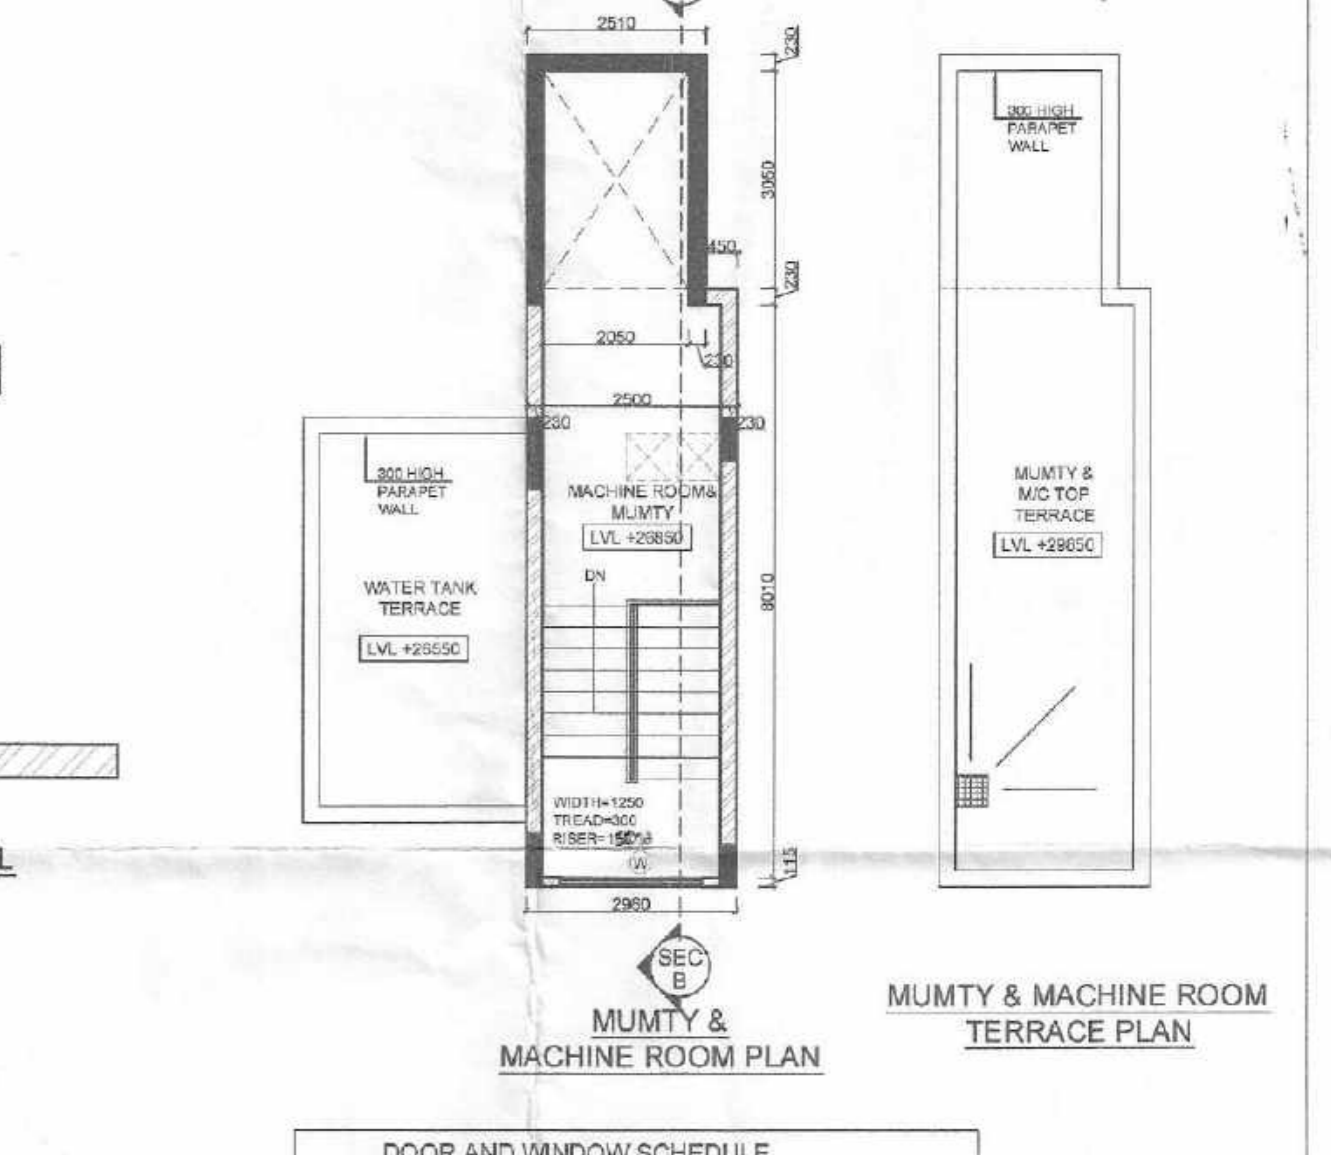 2510
230
3050
450
230
2050
230
2500
230
230
300 HIGH
PARAPET
WALL
MACHINE ROOM&
MUMTY
LVL +26850
WATER TANK
TERRACE
LVL +26550
DN
8010
WIDTH=1250
TREAD=300
W
115
2960
SEC
B
MUMTY &
MACHINE ROOM PLAN
300 HIGH
PARAPET
WALL
MUMTY &
M/C TOP
TERRACE
LVL +29650
MUMTY & MACHINE ROOM
TERRACE PLAN
DOOR AND WINDOW SCHEDULE
L